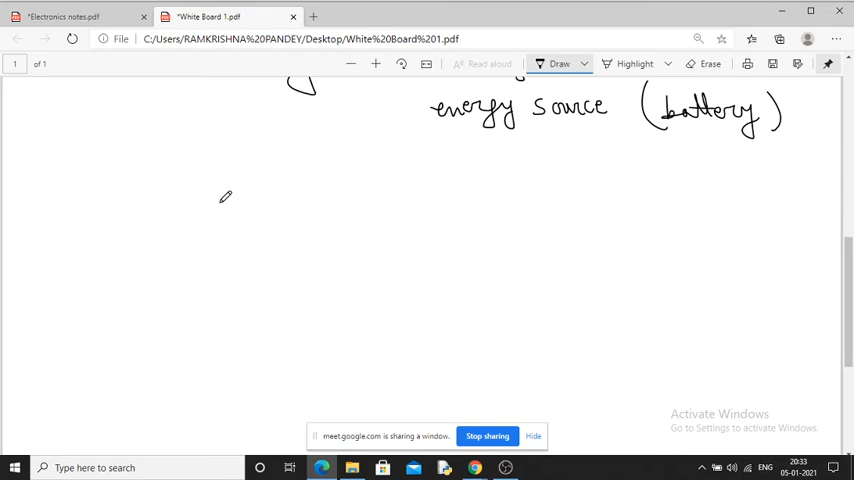 *Electronics notes.pdf
*White Board 1.pdf
File
C:/Users/RAMKRISHNA%20PANDEY/Desktop/White%20Board%201.pdf
1 of 1
Read aloud
Draw
Highlight
Erase
energy source (battery)
Activate Windows
Go to Settings to activate Windows.
meet.google.com is sharing a window.
Stop sharing
Hide
Type here to search
ENG
20:33
05-01-2021